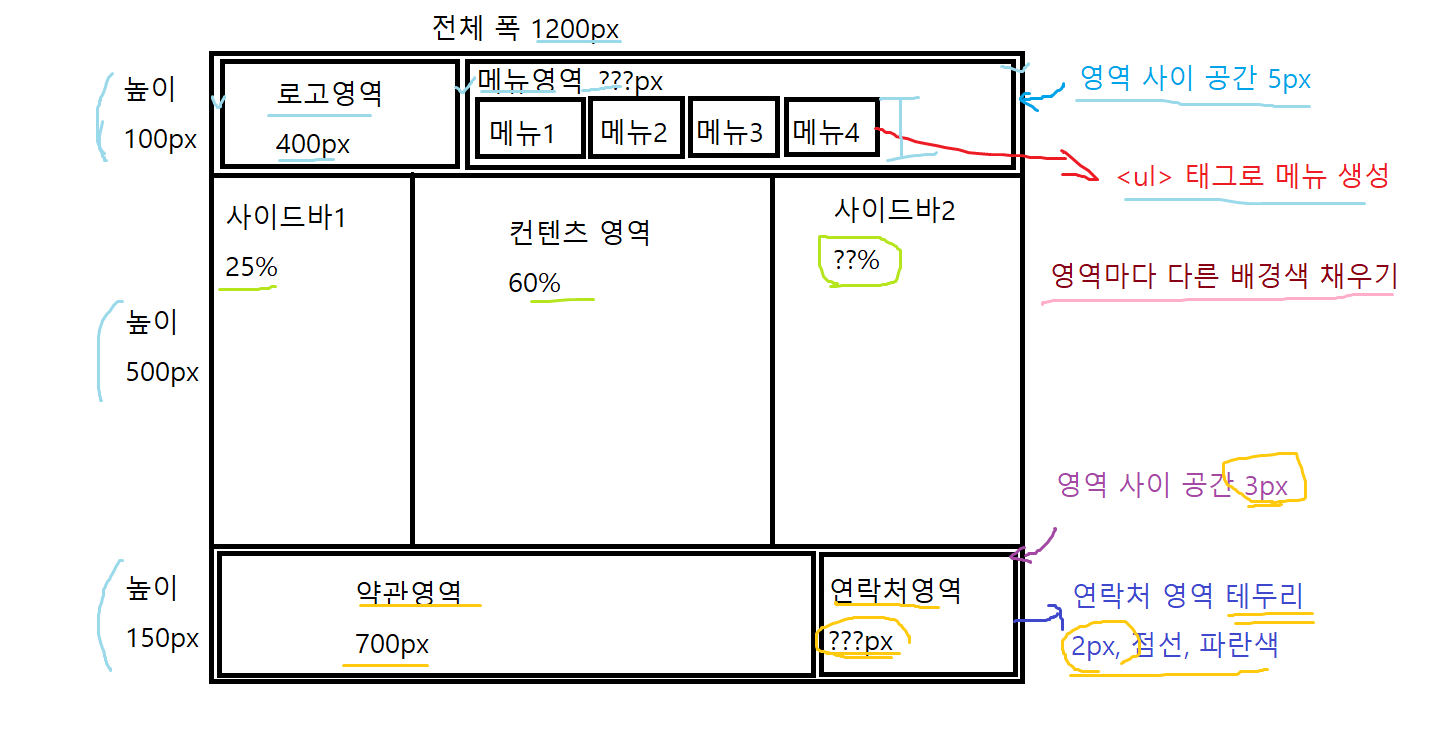 전체 폭 1200px
높이
100px
로고영역
400px
메뉴영역 ???px
메뉴1
메뉴2
메뉴3
메뉴4
영역 사이 공간 5px
<ul> 태그로 메뉴 생성
영역마다 다른 배경색 채우기
높이
500px
사이드바1
25%
컨텐츠 영역
60%
사이드바2
??%
영역 사이 공간 3px
높이
150px
약관영역
700px
연락처영역
???px
연락처 영역 테두리
2px, 점선, 파란색